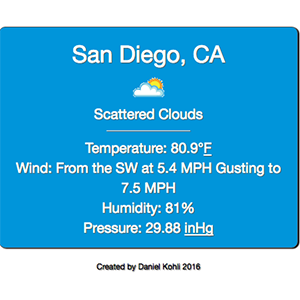 San Diego, CA
Scattered Clouds
Temperature: 80.9°F
Wind: From the SW at 5.4 MPH Gusting to
7.5 MPH
Humidity: 81%
Pressure: 29.88 inHg
Created by Daniel Kohli 2016